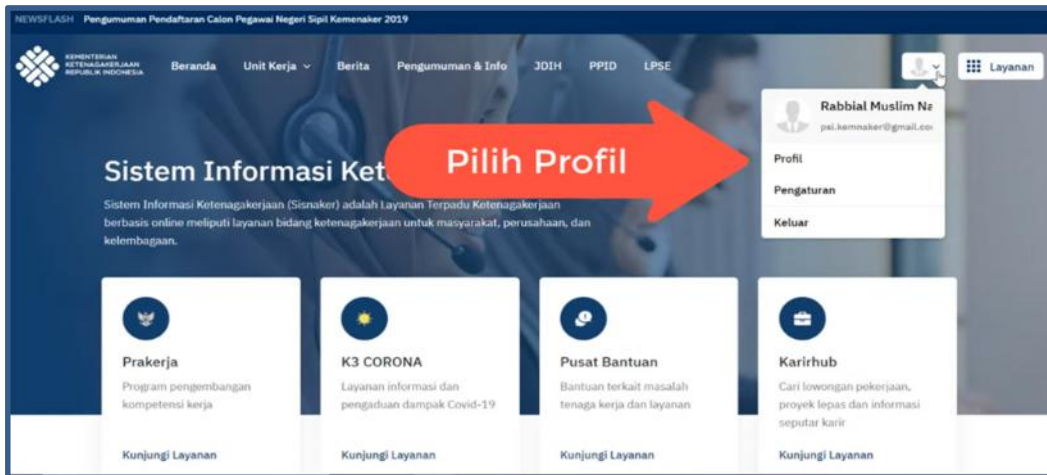 NEWSFLASH Pengumuman Pendaftaran Calon Pegawai Negeri Sipil Kemenaker 2019
KEMENTERIAN
KETENAGAKERJAAN
REPUBLIK INDONESIA
Beranda Unit Kerja Berita Pengumuman & Info JDIH PPID LPSE
Layanan
Rabbial Muslim Na
psi.kemnaker@gmail.co
Profil
Pengaturan
Keluar
Pilih Profil
Sistem Informasi Ket
Sistem Informasi Ketenagakerjaan (Sisnaker) adalah Layanan Terpadu Ketenagakerjaan
berbasis online meliputi layanan bidang ketenagakerjaan untuk masyarakat, perusahaan, dan
kelembagaan.
Prakerja
Program pengembangan
kompetensi kerja
Kunjungi Layanan
K3 CORONA
Layanan informasi dan
pengaduan dampak Covid-19
Kunjungi Layanan
Pusat Bantuan
Bantuan terkait masalah
tenaga kerja dan layanan
Kunjungi Layanan
Karirhub
Cari lowongan pekerjaan,
proyek lepas dan informasi
seputar karir
Kunjungi Layanan